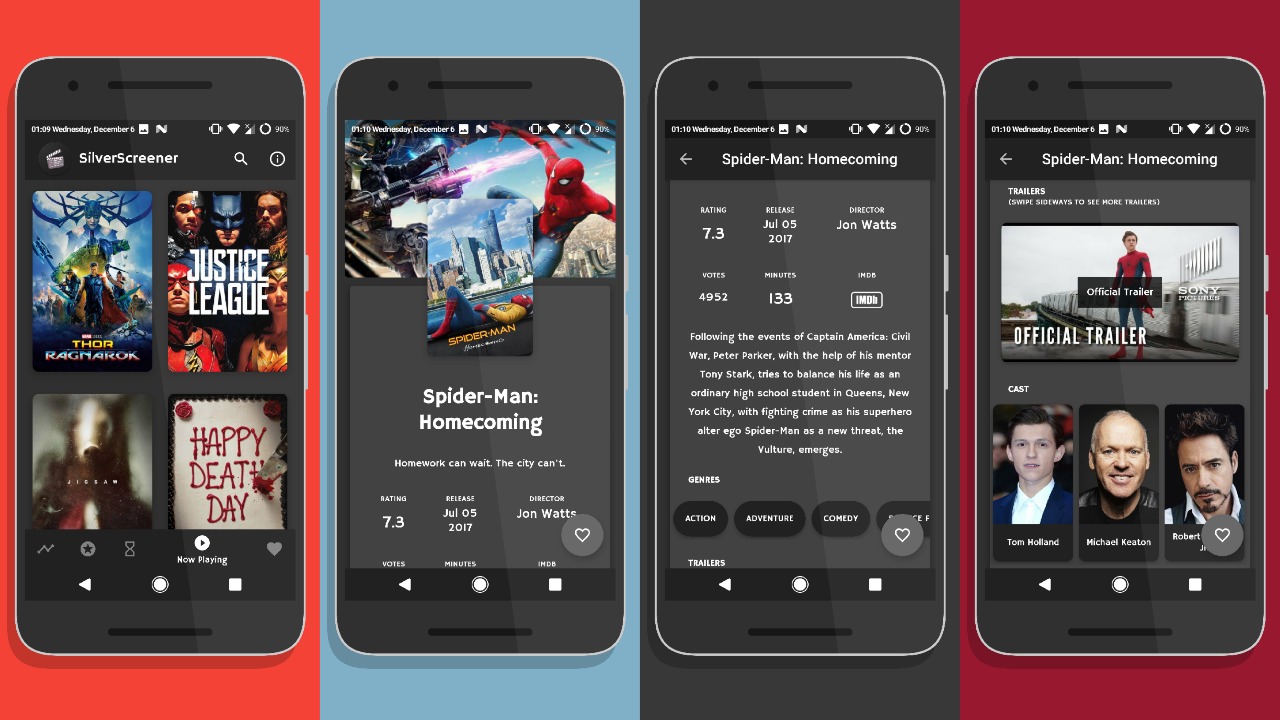 01:09 Wednesday, December 6
90%
SilverScreener
THOR
RAGNAROK
JUSTICE
LEAGUE
JIGSAW
HAPPY
DEATH
DAY
Now Playing
01:10 Wednesday, December 6
90%
SPIDER-MAN
HOMECOMING
Spider-Man:
Homecoming
Homework can wait. The city can't.
RATING RELEASE DIRECTOR
7.3 Jul 05 2017 Jon Watts
VOTES MINUTES IMDB
01:10 Wednesday, December 6
90%
Spider-Man: Homecoming
RATING RELEASE DIRECTOR
7.3 Jul 05 2017 Jon Watts
VOTES MINUTES IMDB
4952 133 IMDb
Following the events of Captain America: Civil
War, Peter Parker, with the help of his mentor
Tony Stark, tries to balance his life as an
ordinary high school student in Queens, New
York City, with fighting crime as his superhero
alter ego Spider-Man as a new threat, the
Vulture, emerges.
GENRES
ACTION ADVENTURE COMEDY
TRAILERS
01:10 Wednesday, December 6
90%
Spider-Man: Homecoming
TRAILERS
(SWIPE SIDEWAYS TO SEE MORE TRAILERS)
Official Trailer
SONY
PICTURES
OFFICIAL TRAILER
CAST
Tom Holland Michael Keaton Robert